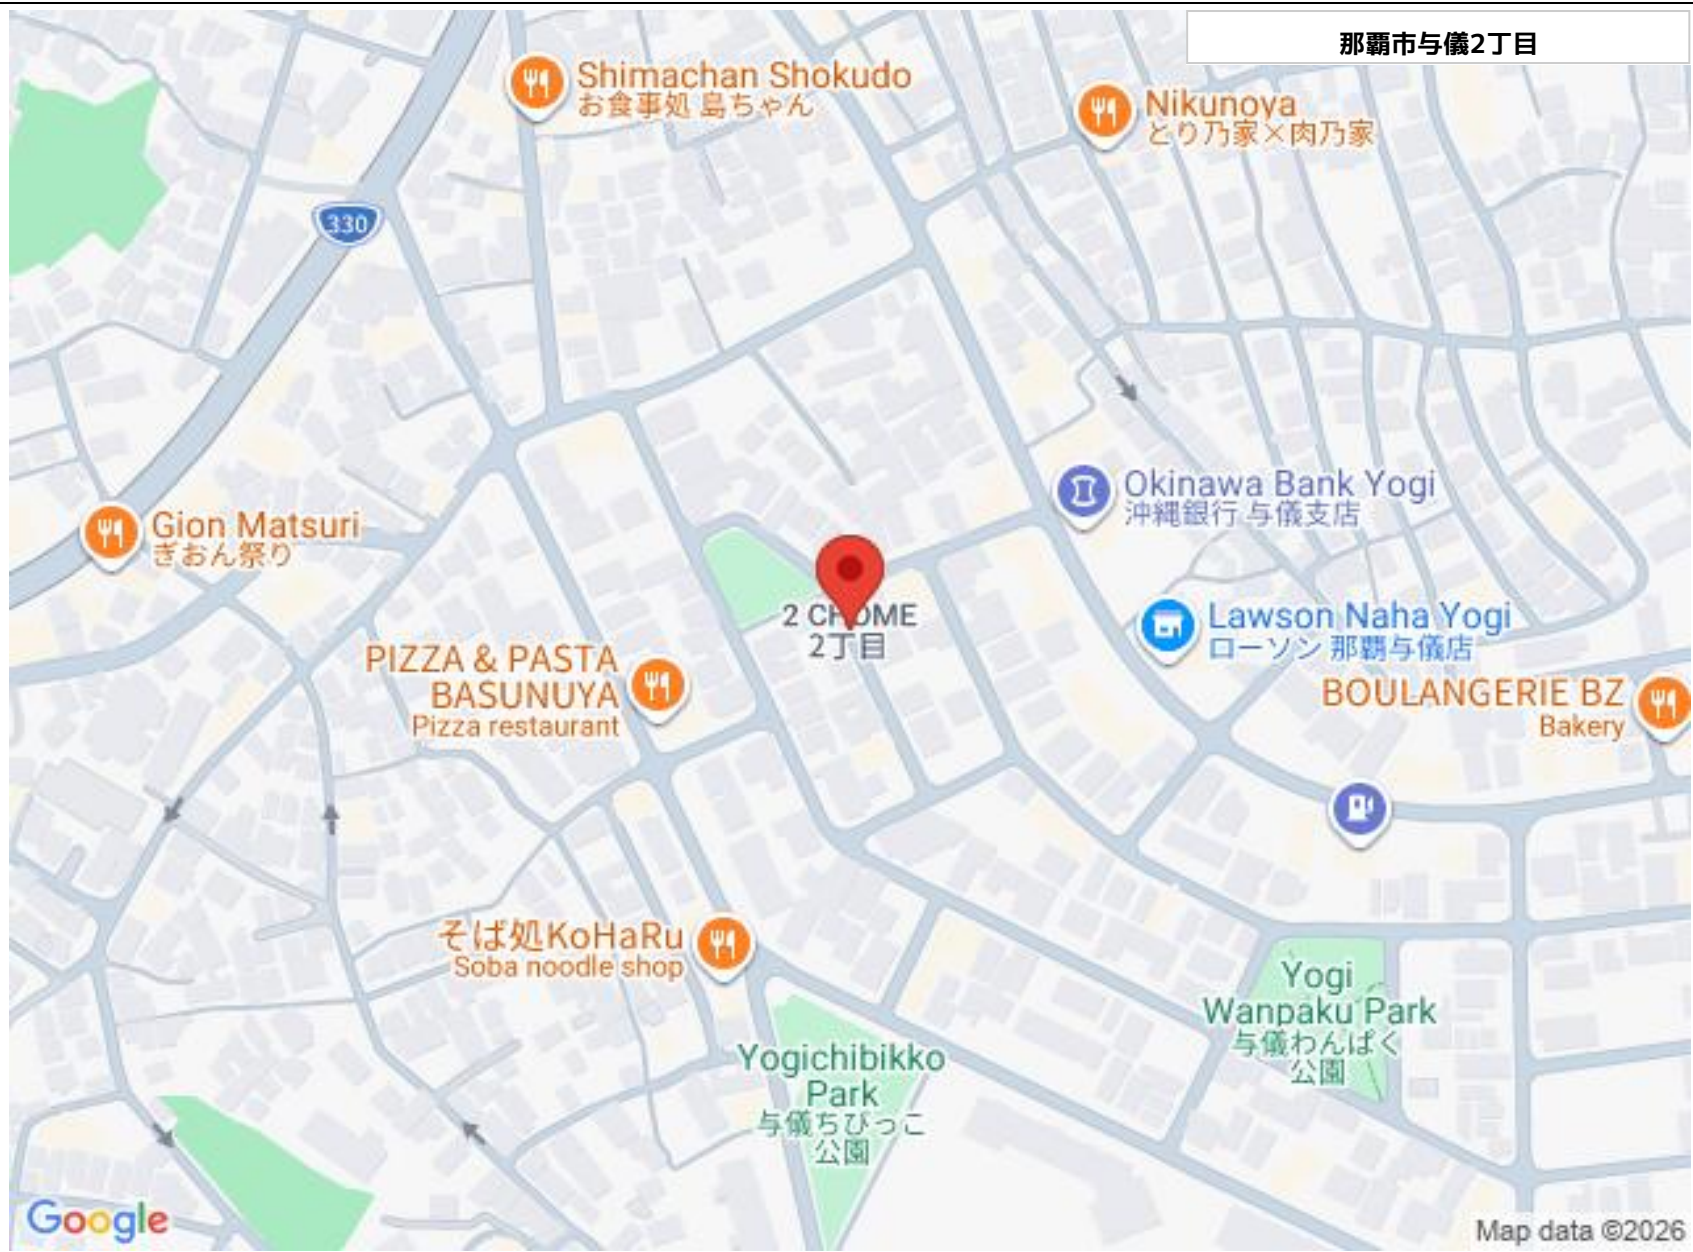 那覇市与儀2丁目
Shimachan Shokudo
お食事処 島ちゃん
Nikunoya
とり乃家×肉乃家
330
Okinawa Bank Yogi
沖縄銀行 与儀支店
Gion Matsuri
ぎおん祭り
2 CHOME
2丁目
Lawson Naha Yogi
ローソン 那覇与儀店
PIZZA & PASTA
BASUNUYA
Pizza restaurant
BOULANGERIE BZ
Bakery
そば処KoHaRu
Soba noodle shop
Yogi
Wanpaku Park
与儀わんぱく
公園
Yogichibikko
Park
与儀ちびっこ
公園
Google
Map data ©2026